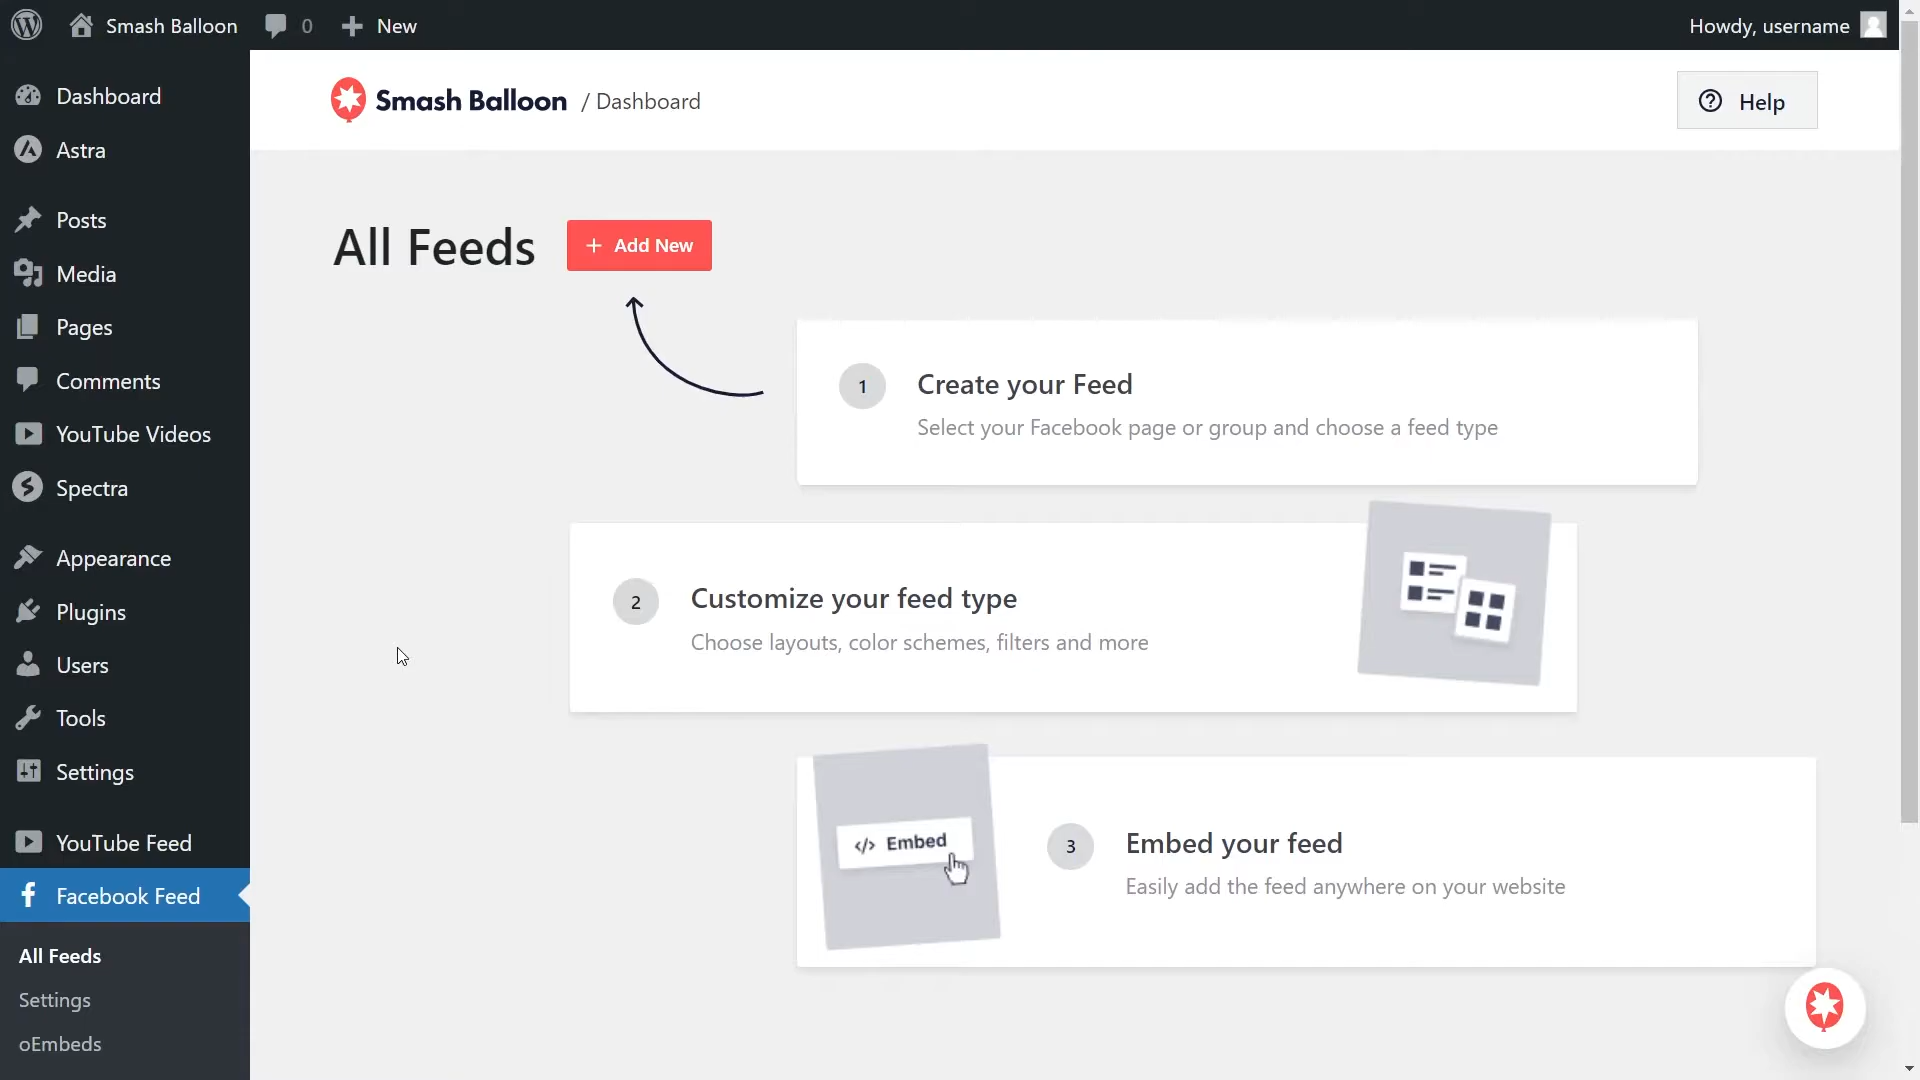 Smash Balloon
0
New
Howdy, username
Dashboard
Astra
Posts
Media
Pages
Comments
YouTube Videos
Spectra
Appearance
Plugins
Users
Tools
Settings
YouTube Feed
Facebook Feed
All Feeds
Settings
oEmbeds
Smash Balloon / Dashboard
Help
All Feeds
+ Add New
1
Create your Feed
Select your Facebook page or group and choose a feed type
2
Customize your feed type
Choose layouts, color schemes, filters and more
</> Embed
3
Embed your feed
Easily add the feed anywhere on your website